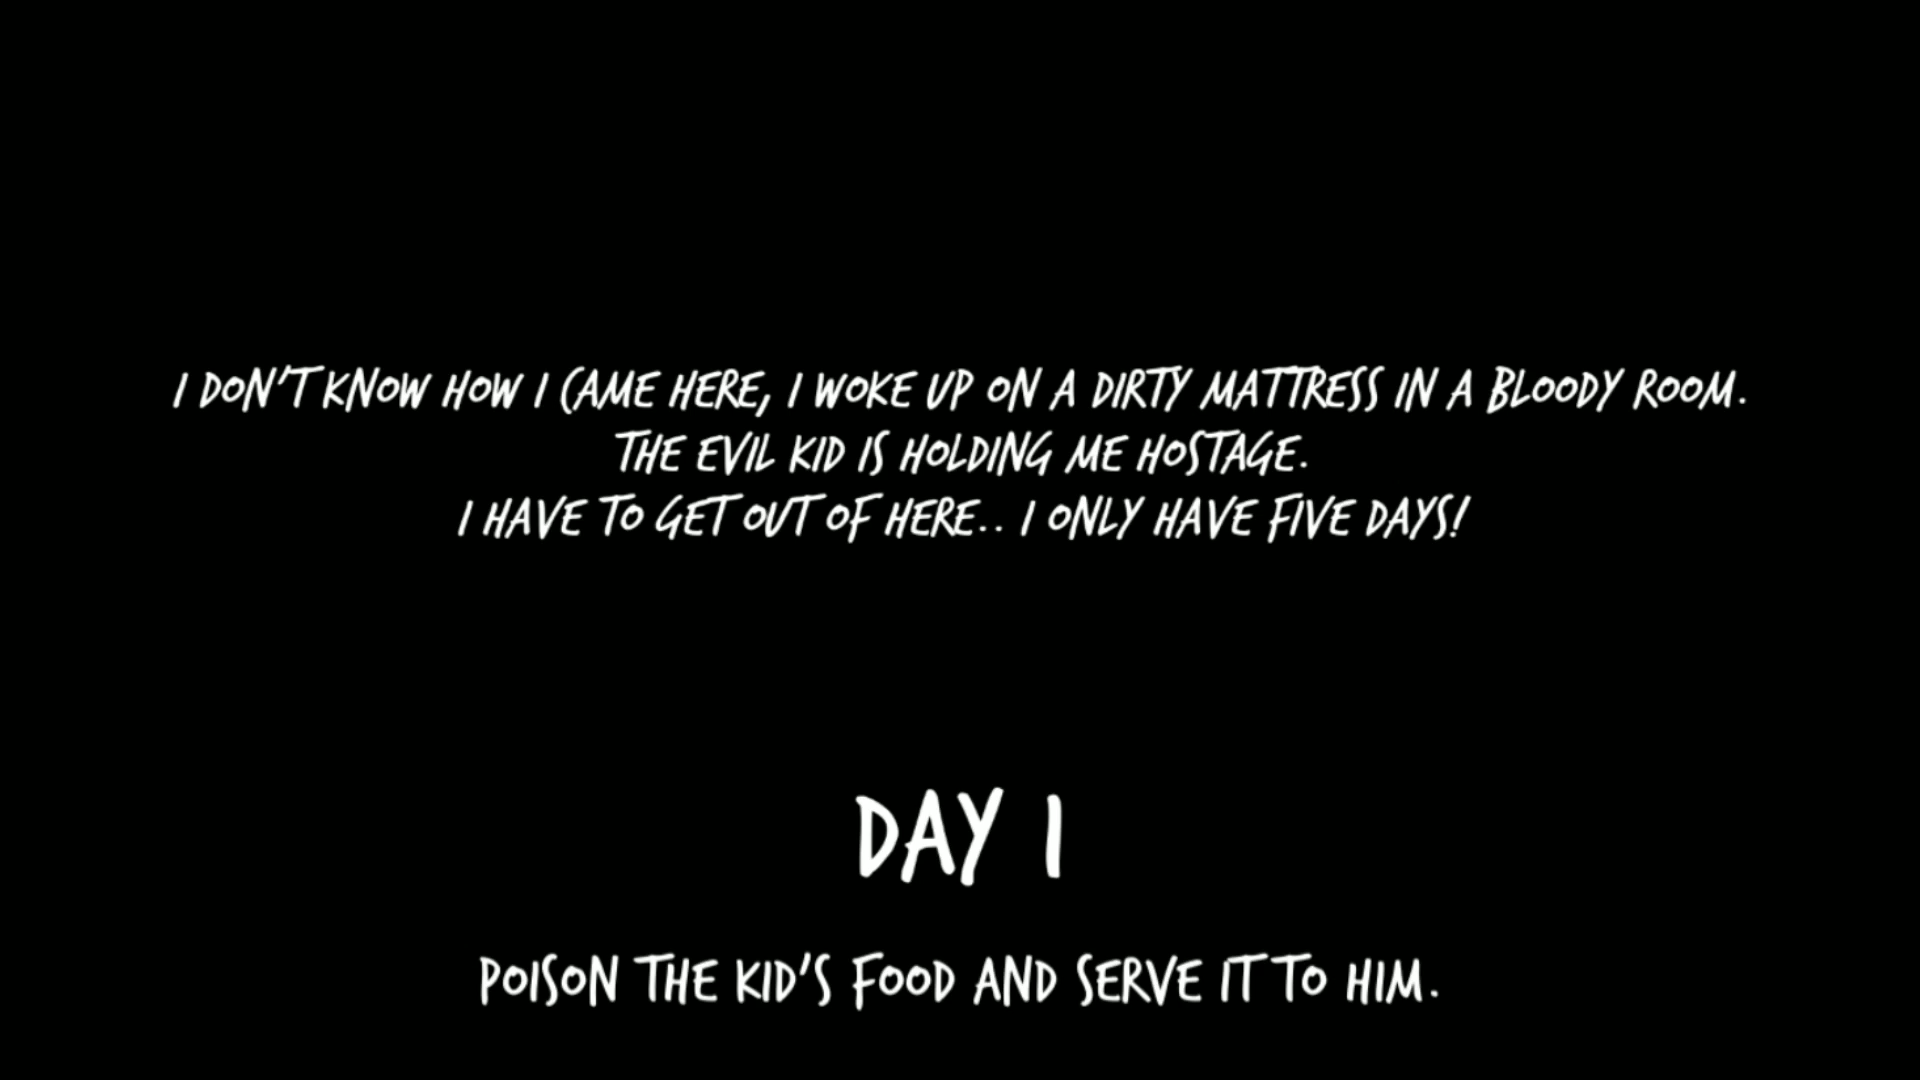 I DON'T KNOW HOW I CAME HERE, I WOKE UP ON A DIRTY MATTRESS IN A BLOODY ROOM.
THE EVIL KID IS HOLDING ME HOSTAGE.
I HAVE TO GET OUT OF HERE.. I ONLY HAVE FIVE DAYS!
DAY 1
POISON THE KID'S FOOD AND SERVE IT TO HIM.